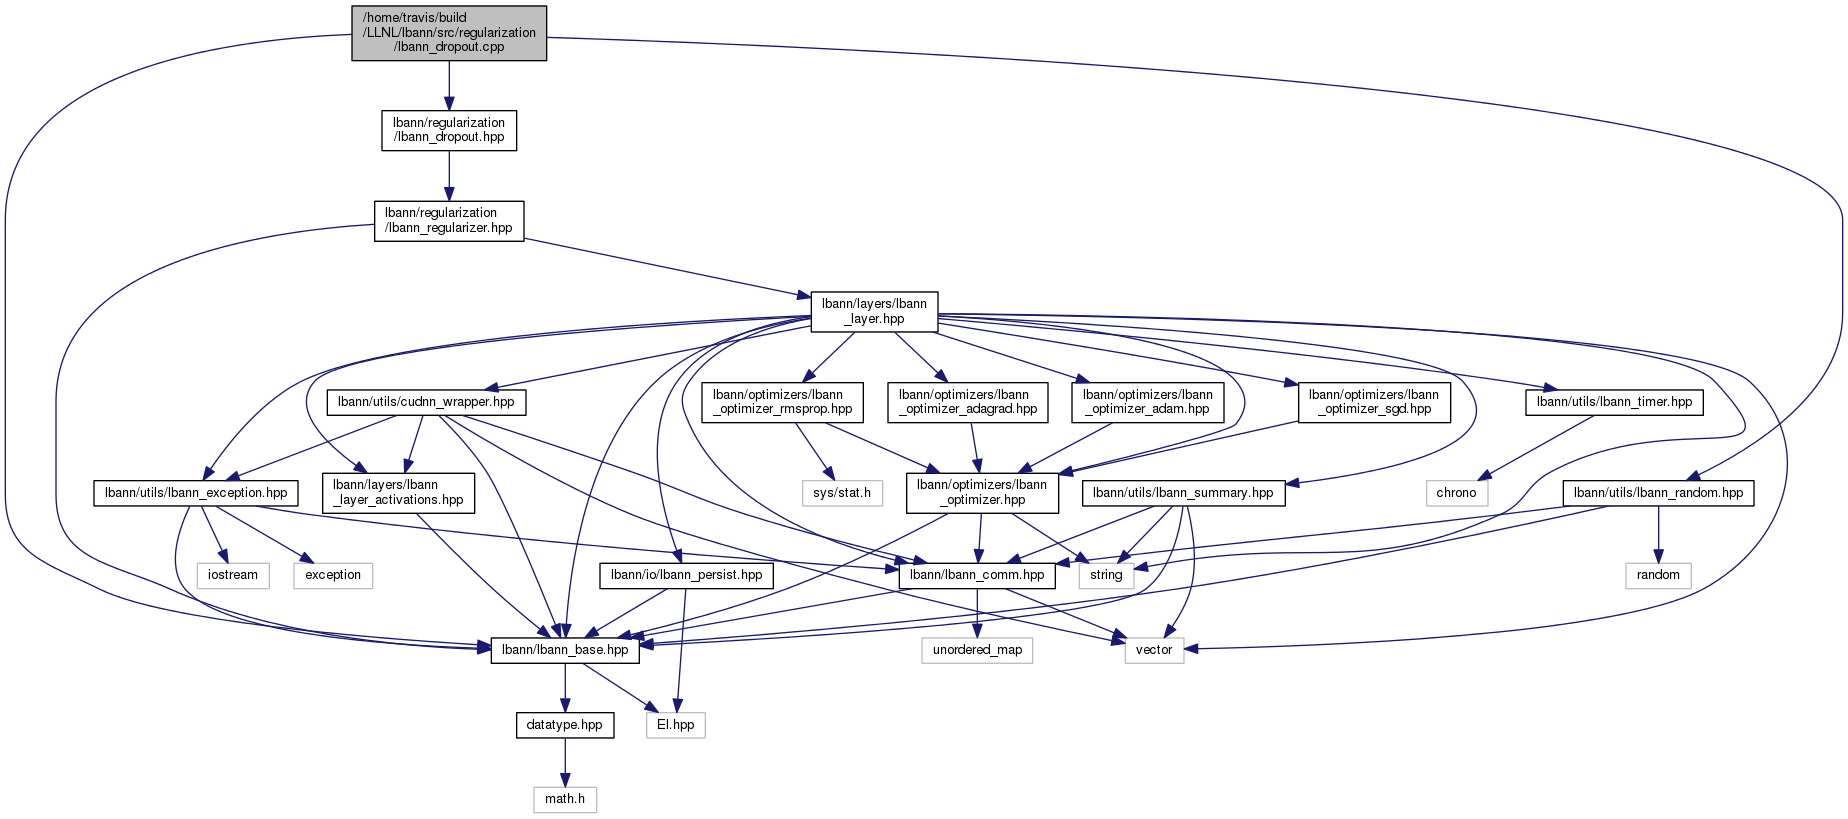 /home/travis/build
/LLNL/lbann/src/regularization
/lbann_dropout.cpp
lbann/regularization
/lbann_dropout.hpp
lbann/regularization
/lbann_regularizer.hpp
lbann/layers/lbann
_layer.hpp
lbann/utils/cudnn_wrapper.hpp
lbann/optimizers/lbann
_optimizer_rmsprop.hpp
lbann/optimizers/lbann
_optimizer_adagrad.hpp
lbann/optimizers/lbann
_optimizer_adam.hpp
lbann/optimizers/lbann
_optimizer_sgd.hpp
lbann/utils/lbann_timer.hpp
lbann/utils/lbann_exception.hpp
lbann/layers/lbann
_layer_activations.hpp
sys/stat.h
lbann/optimizers/lbann
_optimizer.hpp
lbann/utils/lbann_summary.hpp
chrono
lbann/utils/lbann_random.hpp
iostream
exception
lbann/io/lbann_persist.hpp
lbann/lbann_comm.hpp
string
random
lbann/lbann_base.hpp
unordered_map
vector
datatype.hpp
El.hpp
math.h